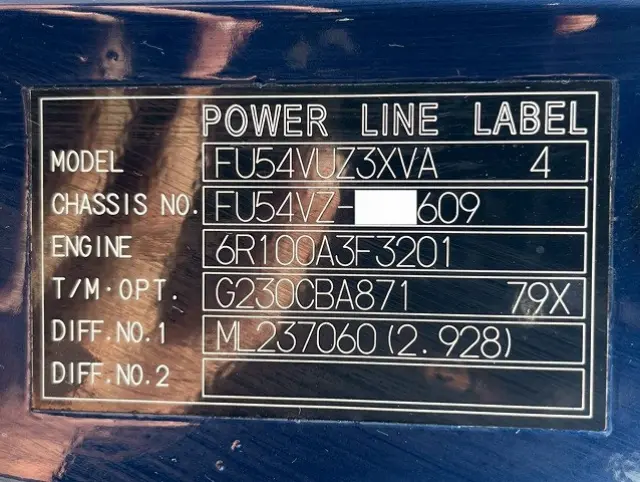 POWER LINE LABEL
MODEL FU54VUZ3XVA 4
CHASSIS NO. FU54VZ- 609
ENGINE 6R100A3F3201
T/M·OPT. G230CBA871 79X
DIFF.NO.1 ML237060(2.928)
DIFF.NO.2